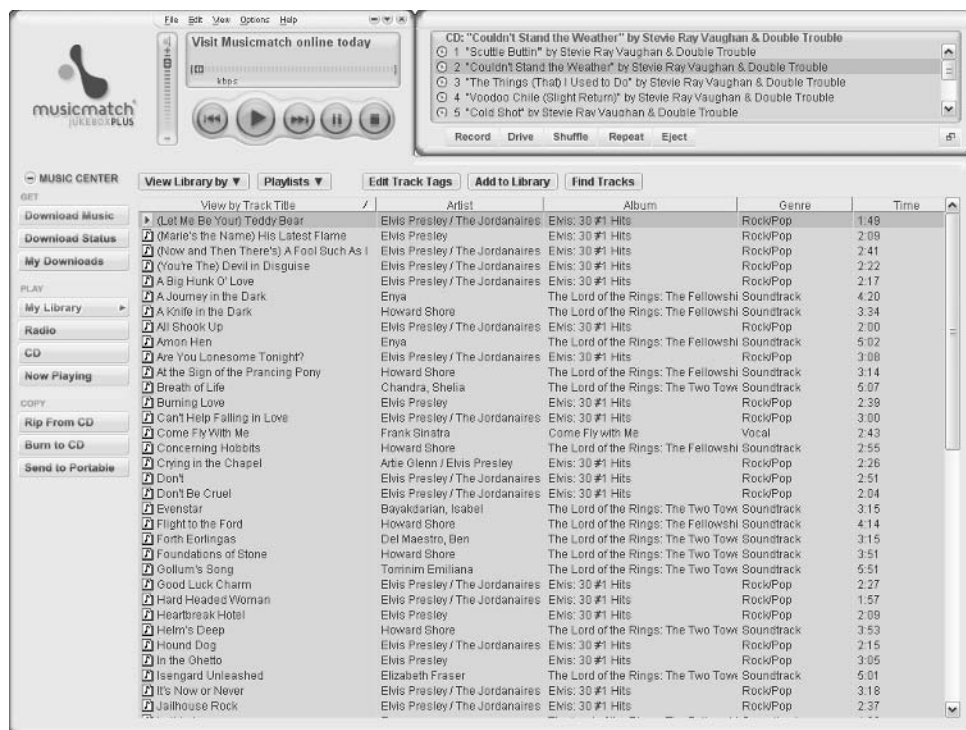 File Edit View Options Help
Visit Musicmatch online today
kbps
musicmatch
JUKEBOX PLUS
CD: "Couldn't Stand the Weather" by Stevie Ray Vaughan & Double Trouble
1 "Scuttle Buttin" by Stevie Ray Vaughan & Double Trouble
2 "Couldn't Stand the Weather" by Stevie Ray Vaughan & Double Trouble
3 "The Things (That) I Used to Do" by Stevie Ray Vaughan & Double Trouble
4 "Voodoo Chile (Slight Return)" by Stevie Ray Vaughan & Double Trouble
5 "Cold Shot" by Stevie Ray Vaughan & Double Trouble
Record Drive Shuffle Repeat Eject
MUSIC CENTER
GET
Download Music
Download Status
My Downloads
PLAY
My Library
Radio
CD
Now Playing
COPY
Rip From CD
Burn to CD
Send to Portable
View Library by Playlists Edit Track Tags Add to Library Find Tracks
View by Track Title Artist Album Genre Time
(Let Me Be Your) Teddy Bear Elvis Presley / The Jordanaires Elvis: 30 #1 Hits Rock/Pop 1:49
(Marie's the Name) His Latest Flame Elvis Presley Elvis: 30 #1 Hits Rock/Pop 2:09
(Now and Then There's) A Fool Such As I Elvis Presley / The Jordanaires Elvis: 30 #1 Hits Rock/Pop 2:41
(You're The) Devil in Disguise Elvis Presley / The Jordanaires Elvis: 30 #1 Hits Rock/Pop 2:22
A Big Hunk O' Love Elvis Presley / The Jordanaires Elvis: 30 #1 Hits Rock/Pop 2:17
A Journey in the Dark Enya The Lord of the Rings: The Fellowshi Soundtrack 4:20
A Knife in the Dark Howard Shore The Lord of the Rings: The Fellowshi Soundtrack 3:34
All Shook Up Elvis Presley / The Jordanaires Elvis: 30 #1 Hits Rock/Pop 2:00
Amon Hen Enya The Lord of the Rings: The Fellowshi Soundtrack 5:02
Are You Lonesome Tonight? Elvis Presley / The Jordanaires Elvis: 30 #1 Hits Rock/Pop 3:08
At the Sign of the Prancing Pony Howard Shore The Lord of the Rings: The Fellowshi Soundtrack 3:14
Breath of Life Chandra, Shelia The Lord of the Rings: The Two Towe Soundtrack 5:07
Burning Love Elvis Presley Elvis: 30 #1 Hits Rock/Pop 2:39
Can't Help Falling in Love Elvis Presley / The Jordanaires Elvis: 30 #1 Hits Rock/Pop 3:00
Come Fly With Me Frank Sinatra Come Fly with Me Vocal 2:43
Concerning Hobbits Howard Shore The Lord of the Rings: The Fellowshi Soundtrack 2:55
Crying in the Chapel Artie Glenn / Elvis Presley Elvis: 30 #1 Hits Rock/Pop 2:26
Don't Elvis Presley / The Jordanaires Elvis: 30 #1 Hits Rock/Pop 2:51
Don't Be Cruel Elvis Presley / The Jordanaires Elvis: 30 #1 Hits Rock/Pop 2:04
Evenstar Bayakdarian, Isabel The Lord of the Rings: The Two Towe Soundtrack 3:15
Flight to the Ford Howard Shore The Lord of the Rings: The Fellowshi Soundtrack 4:14
Forth Eorlingas Del Maestro, Ben The Lord of the Rings: The Two Towe Soundtrack 3:15
Foundations of Stone Howard Shore The Lord of the Rings: The Two Towe Soundtrack 3:51
Gollum's Song Torrinim Emiliana The Lord of the Rings: The Two Towe Soundtrack 5:51
Good Luck Charm Elvis Presley / The Jordanaires Elvis: 30 #1 Hits Rock/Pop 2:27
Hard Headed Woman Elvis Presley / The Jordanaires Elvis: 30 #1 Hits Rock/Pop 1:57
Heartbreak Hotel Elvis Presley Elvis: 30 #1 Hits Rock/Pop 2:09
Helm's Deep Howard Shore The Lord of the Rings: The Two Towe Soundtrack 3:53
Hound Dog Elvis Presley / The Jordanaires Elvis: 30 #1 Hits Rock/Pop 2:15
In the Ghetto Elvis Presley Elvis: 30 #1 Hits Rock/Pop 3:05
Isengard Unleashed Elizabeth Fraser The Lord of the Rings: The Two Towe Soundtrack 5:01
It's Now or Never Elvis Presley / The Jordanaires Elvis: 30 #1 Hits Rock/Pop 3:18
Jailhouse Rock Elvis Presley / The Jordanaires Elvis: 30 #1 Hits Rock/Pop 2:37